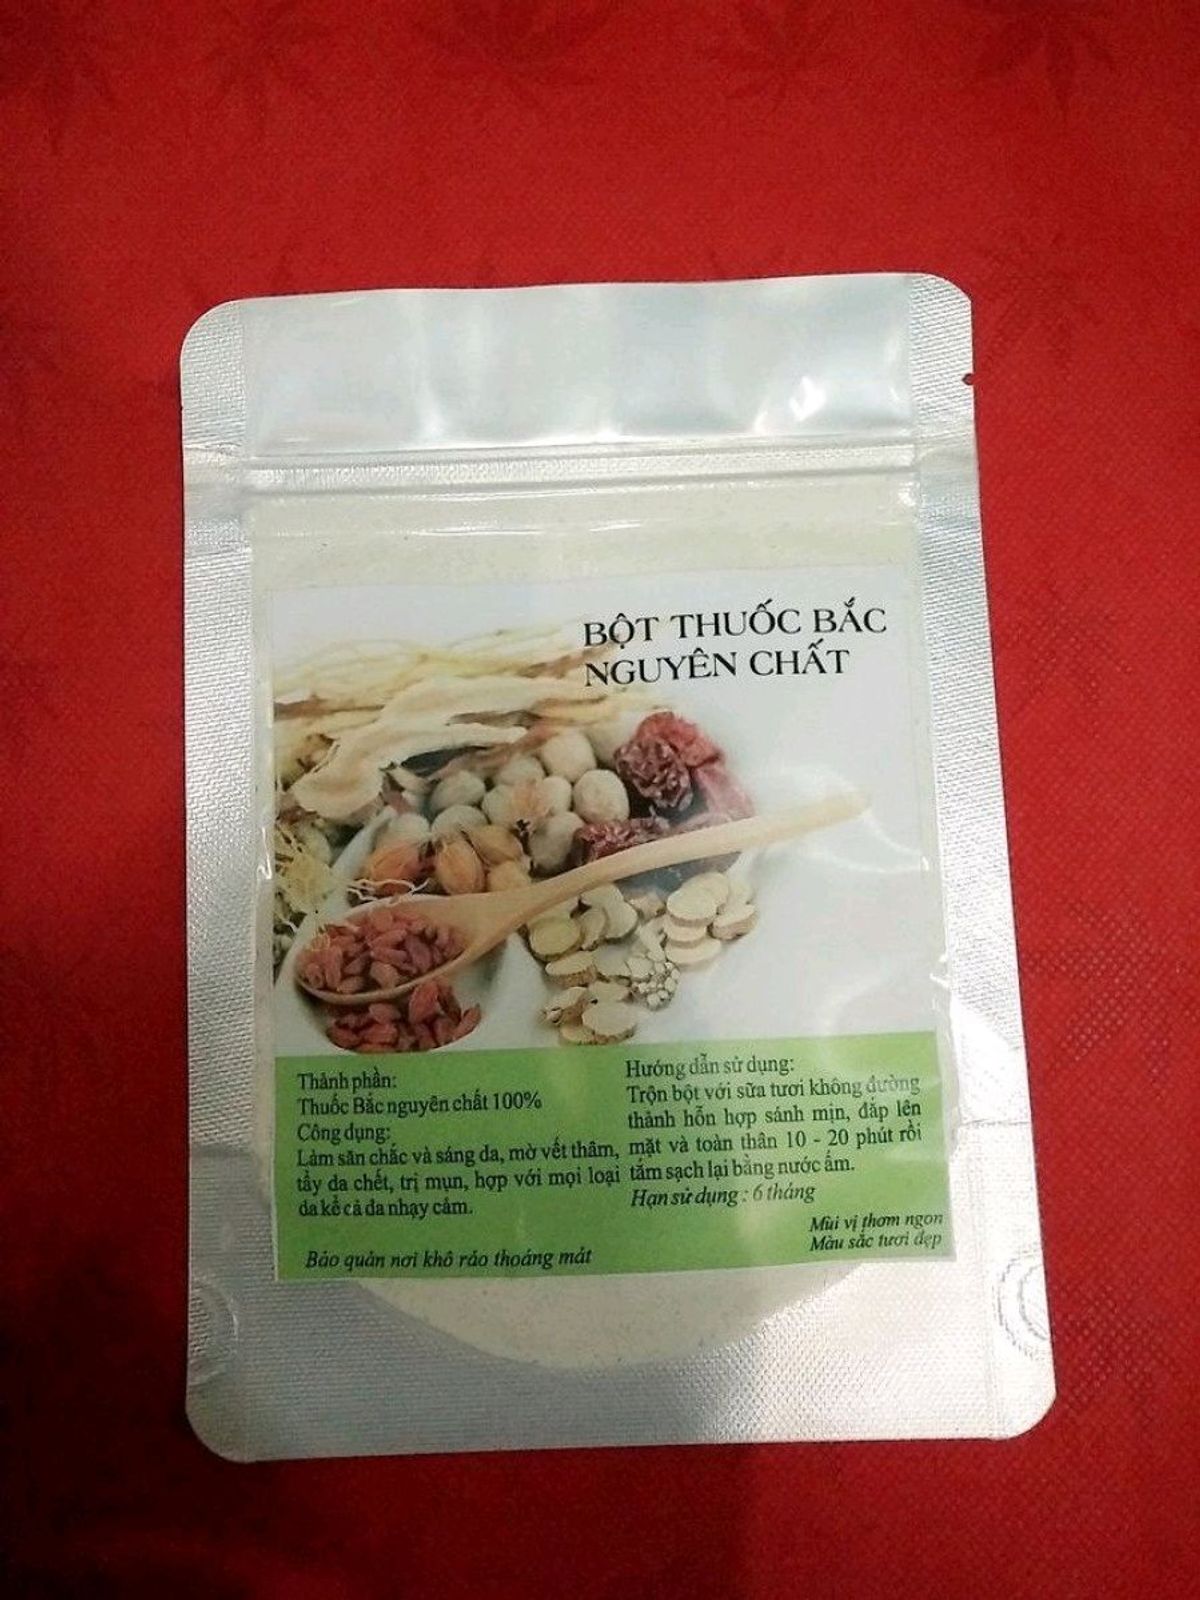 BỘT THUỐC BẮC
NGUYÊN CHẤT
Thành phần:
Thuốc Bắc nguyên chất 100%
Công dụng:
Làm săn chắc và sáng da, mờ vết thâm,
tẩy da chết, trị mụn, hợp với mọi loại
da kể cả da nhạy cảm.
Bảo quản nơi khô ráo thoáng mát
Hướng dẫn sử dụng:
Trộn bột với sữa tươi không đường
thành hỗn hợp sánh mịn, đắp lên
mặt và toàn thân 10 - 20 phút rồi
tắm sạch lại bằng nước ấm.
Hạn sử dụng : 6 tháng
Mùi vị thơm ngon
Màu sắc tươi đẹp